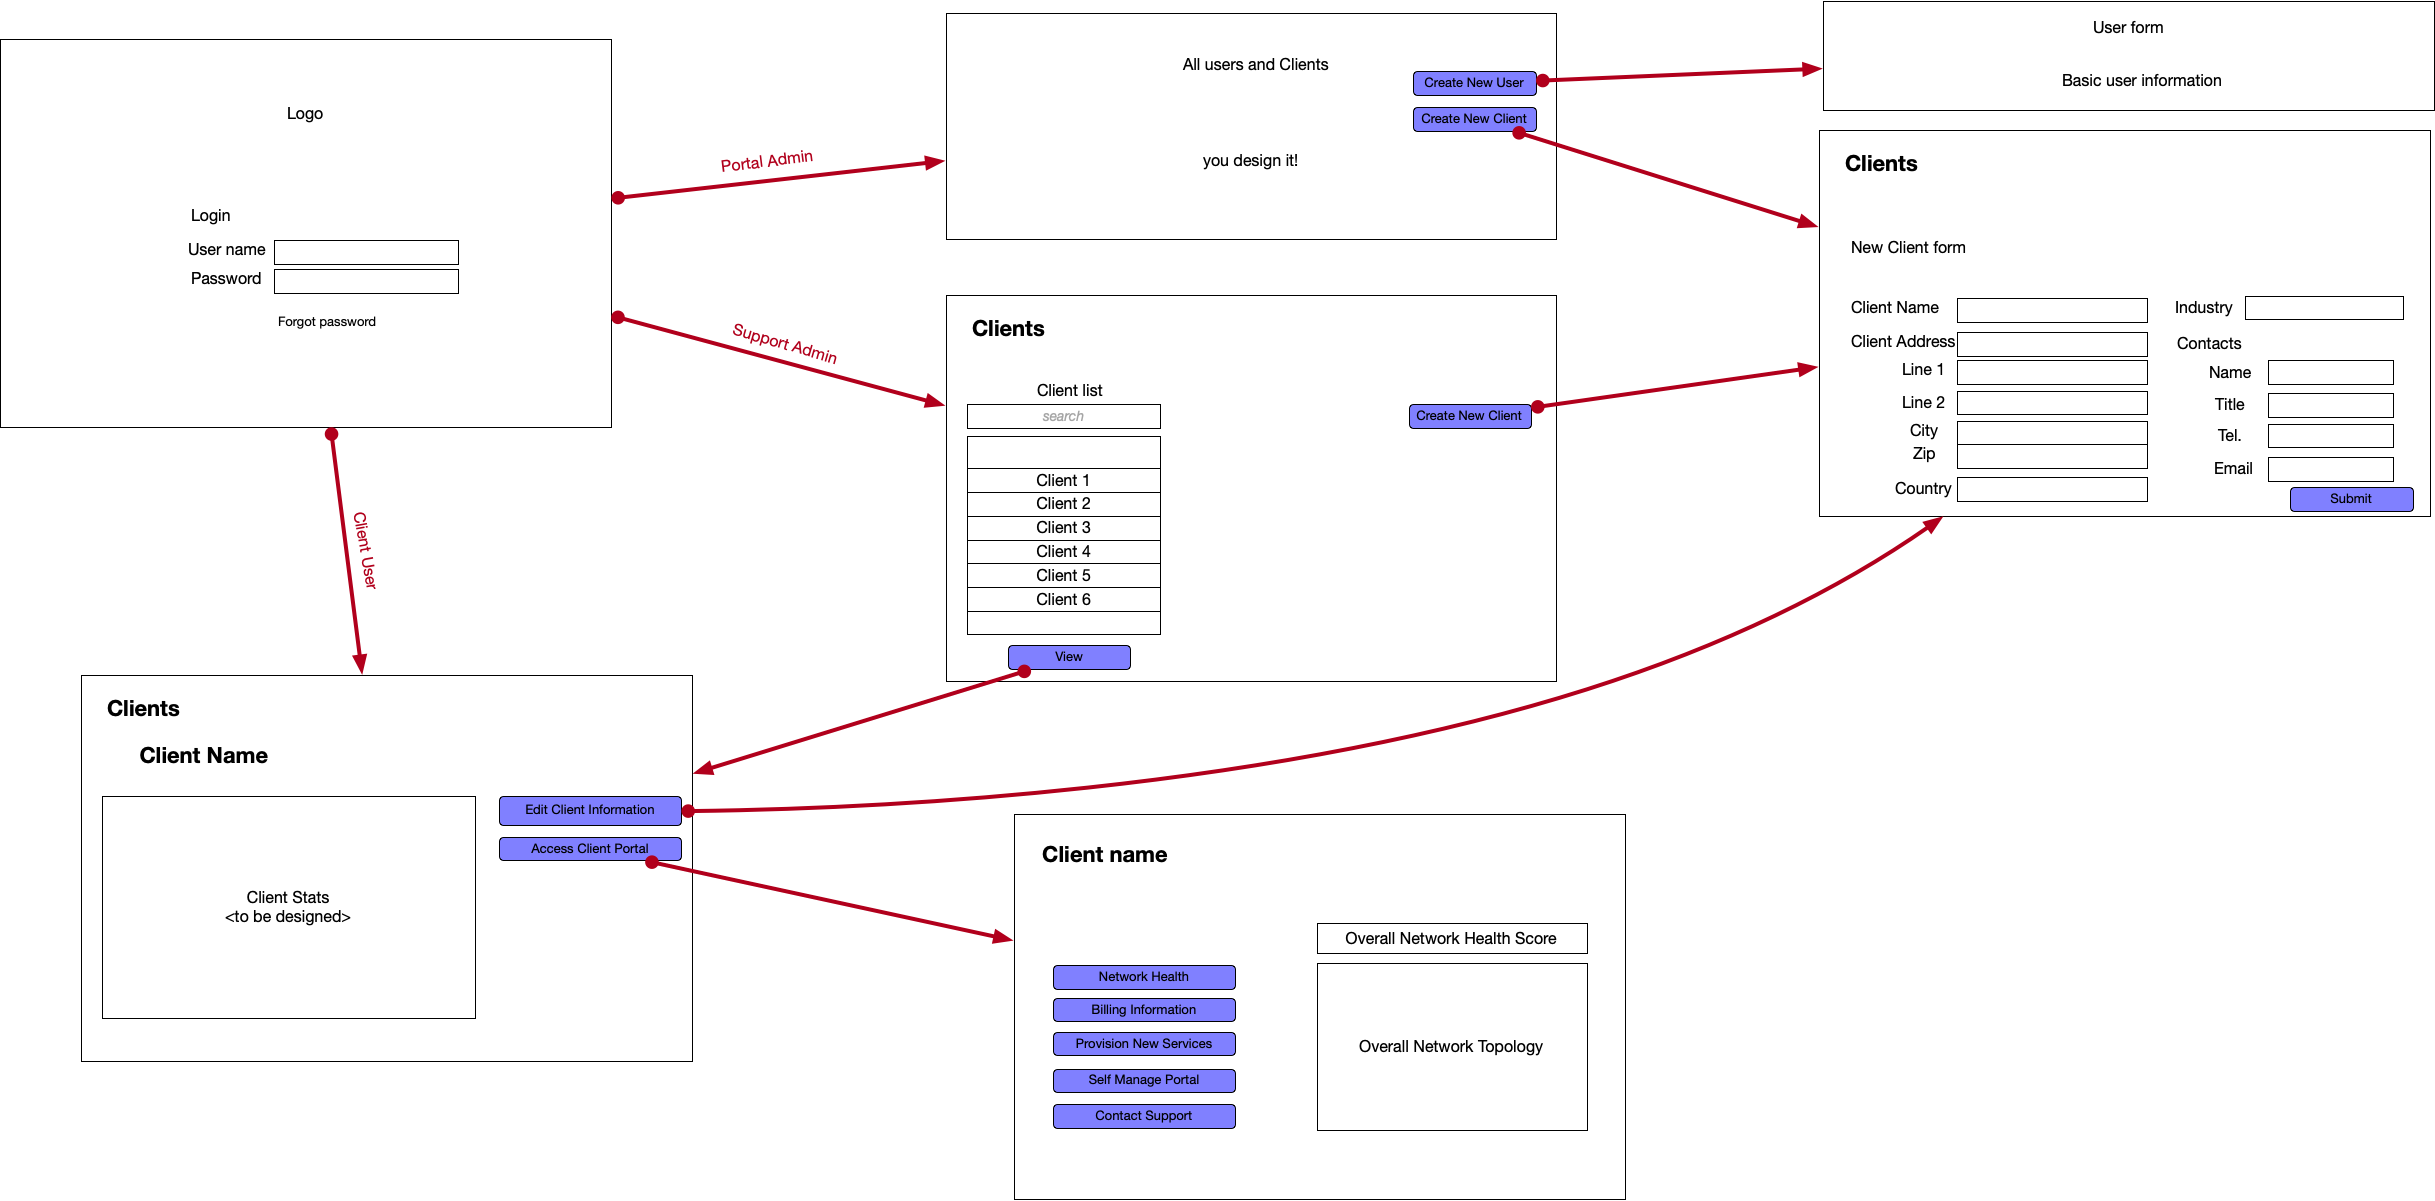 Logo
Login
User name
Password
Forgot password
Portal Admin
Support Admin
Client User
All users and Clients
Create New User
Create New Client
you design it!
User form
Basic user information
Clients
New Client form
Client Name
Client Address
Line 1
Line 2
City
Zip
Country
Industry
Contacts
Name
Title
Tel.
Email
Submit
Clients
Client list
search
Create New Client
Client 1
Client 2
Client 3
Client 4
Client 5
Client 6
View
Clients
Client Name
Edit Client Information
Access Client Portal
Client Stats
<to be designed>
Client name
Overall Network Health Score
Network Health
Billing Information
Provision New Services
Self Manage Portal
Contact Support
Overall Network Topology